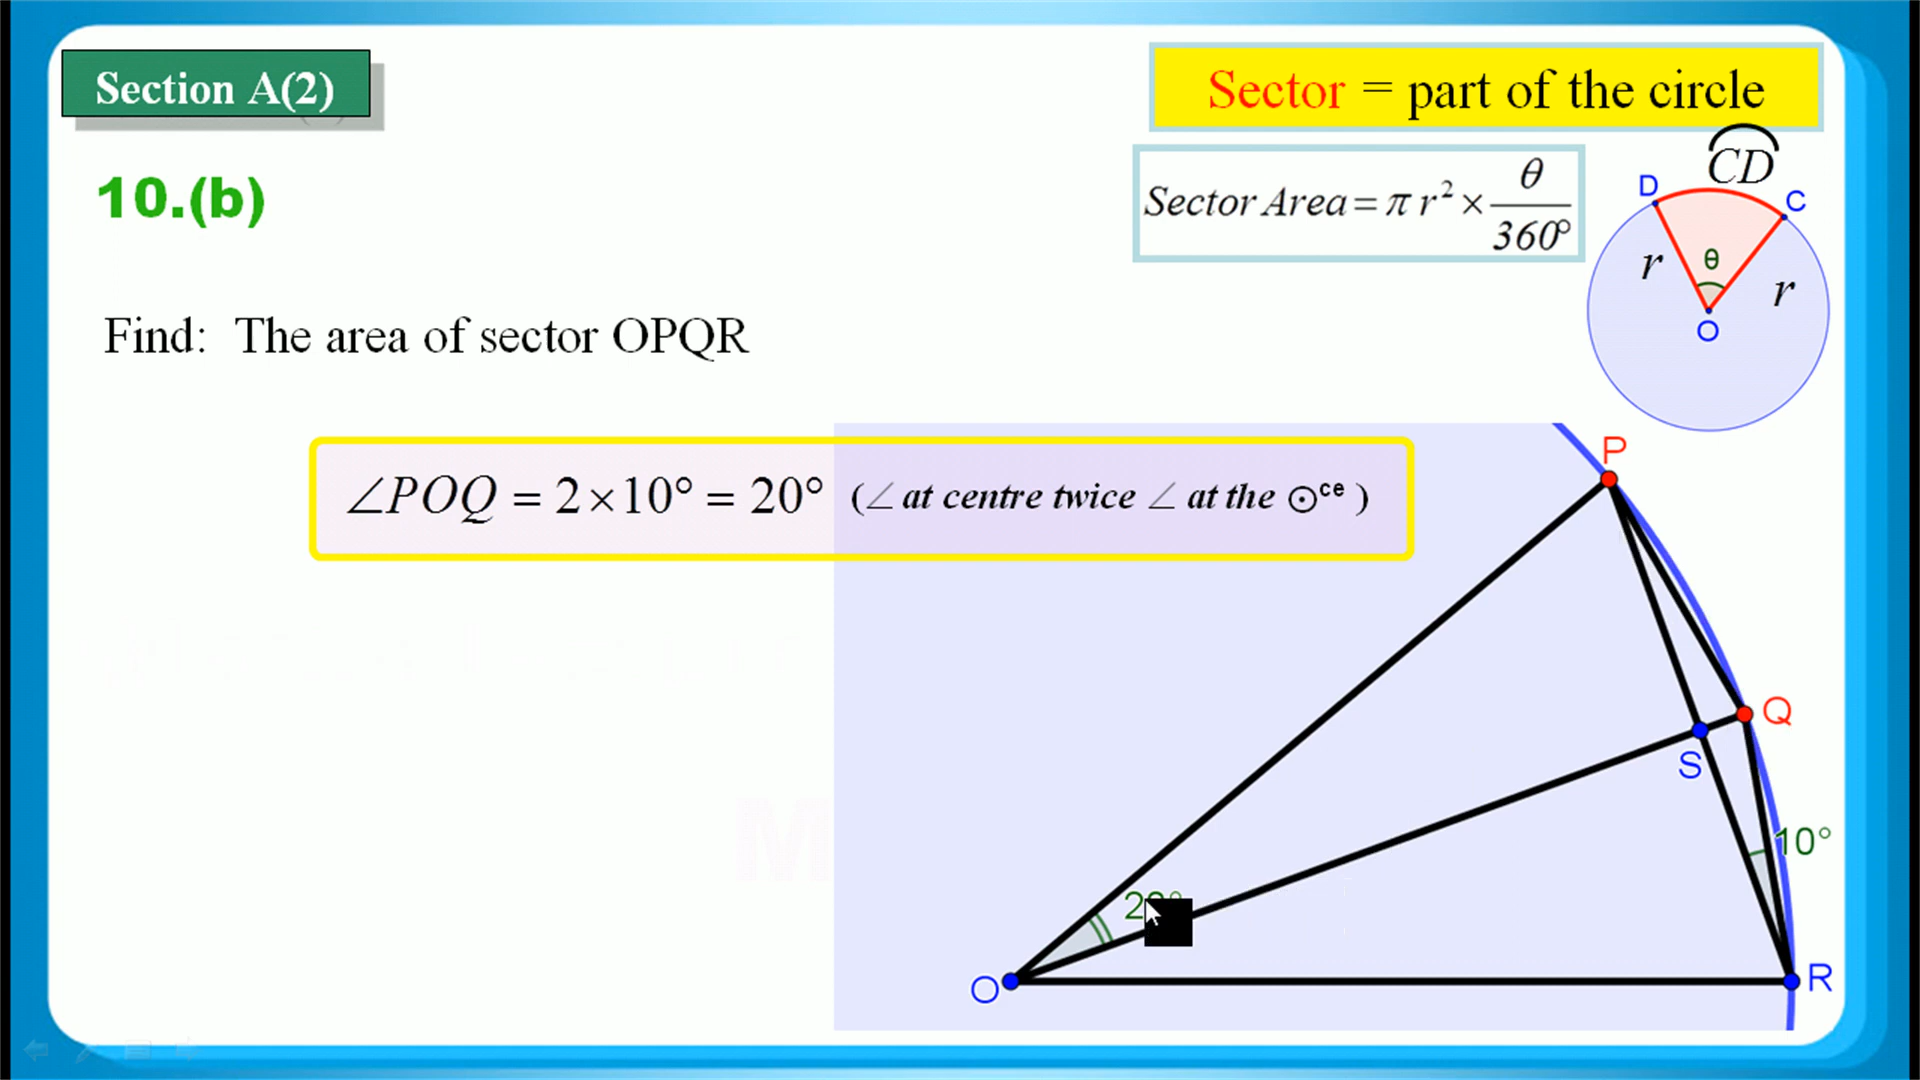 Section A(2)
Sector = part of the circle
10.(b)
Sector Area = π r² × θ/360°
CD
D
C
r
θ
r
O
Find: The area of sector OPQR
P
∠POQ = 2×10° = 20° (∠ at centre twice ∠ at the ⊙ᶜᵉ )
Q
S
10°
O
R